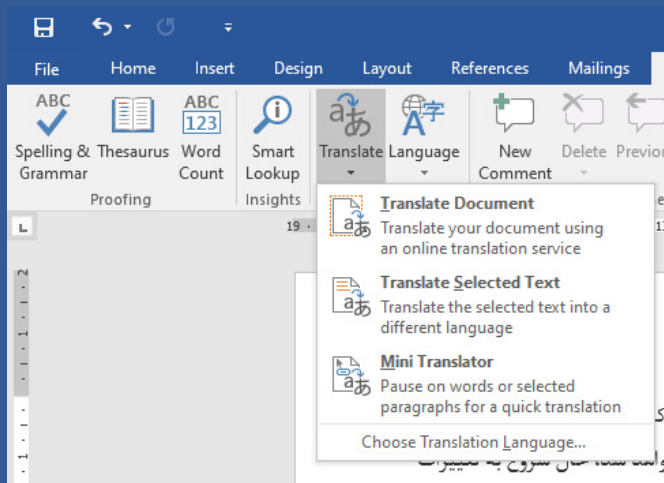 File Home Insert Design Layout References Mailings
ABC ABC
123
Spelling & Thesaurus Word Smart Translate Language New Delete
Grammar Count Lookup Comment
Proofing Insights
Translate Document
Translate your document using
an online translation service
Translate Selected Text
Translate the selected text into a
different language
Mini Translator
Pause on words or selected
paragraphs for a quick translation
Choose Translation Language...
19
2
1
1